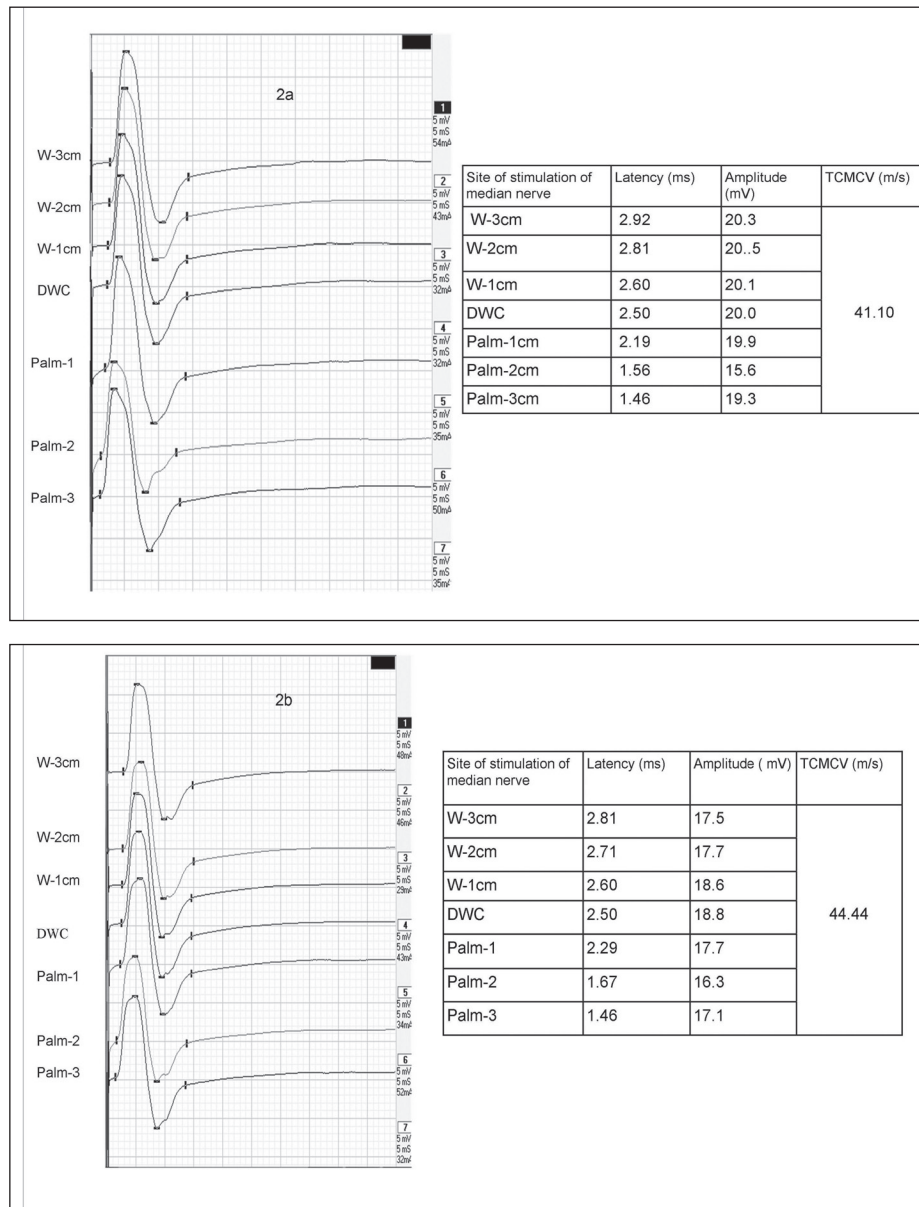 2a
W-3cm
W-2cm
W-1cm
DWC
Palm-1
Palm-2
Palm-3
1
5 mV
5 mS
54mA
2
5 mV
5 mS
43mA
3
5 mV
5 mS
32mA
4
5 mV
5 mS
32mA
5
5 mV
5 mS
35mA
6
5 mV
5 mS
50mA
7
5 mV
5 mS
35mA
Site of stimulation of median nerve Latency (ms) Amplitude (mV) TCMCV (m/s)
W-3cm 2.92 20.3
W-2cm 2.81 20..5
W-1cm 2.60 20.1
DWC 2.50 20.0 41.10
Palm-1cm 2.19 19.9
Palm-2cm 1.56 15.6
Palm-3cm 1.46 19.3
2b
W-3cm
W-2cm
W-1cm
DWC
Palm-1
Palm-2
Palm-3
1
5 mV
5 mS
48mA
2
5 mV
5 mS
46mA
3
5 mV
5 mS
29mA
4
5 mV
5 mS
43mA
5
5 mV
5 mS
34mA
6
5 mV
5 mS
52mA
7
5 mV
5 mS
32mA
Site of stimulation of median nerve Latency (ms) Amplitude ( mV) TCMCV (m/s)
W-3cm 2.81 17.5
W-2cm 2.71 17.7
W-1cm 2.60 18.6
DWC 2.50 18.8 44.44
Palm-1 2.29 17.7
Palm-2 1.67 16.3
Palm-3 1.46 17.1